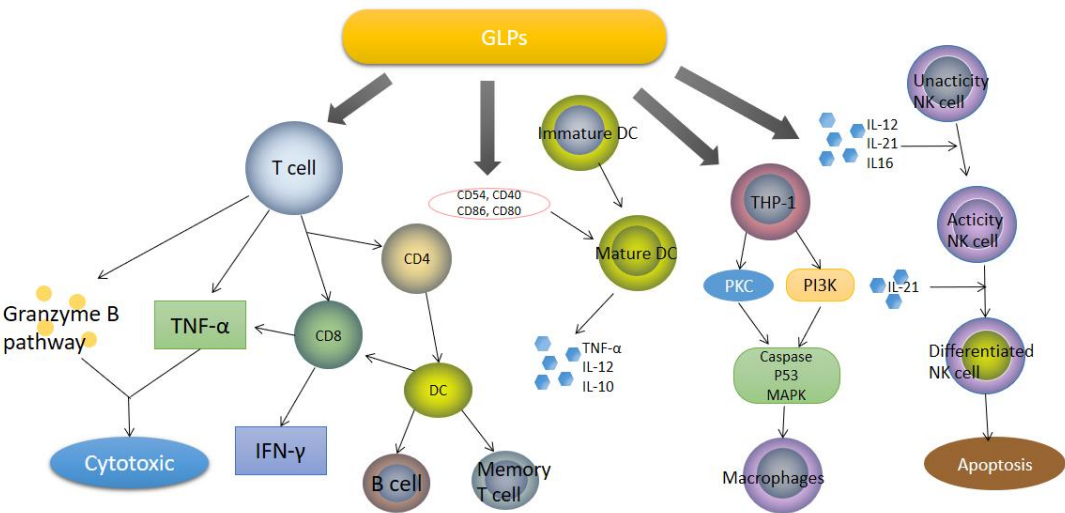 GLPs
Unacticity
NK cell
IL-12
IL-21
IL16
Immature DC
T cell
CD54, CD40
CD86, CD80
THP-1
Acticity
NK cell
Mature DC
CD4
PKC
PI3K
IL-21
Granzyme B
pathway
TNF-α
CD8
TNF-α
IL-12
IL-10
Caspase
P53
MAPK
Differentiated
NK cell
DC
Cytotoxic
IFN-γ
B cell
Memory
T cell
Macrophages
Apoptosis